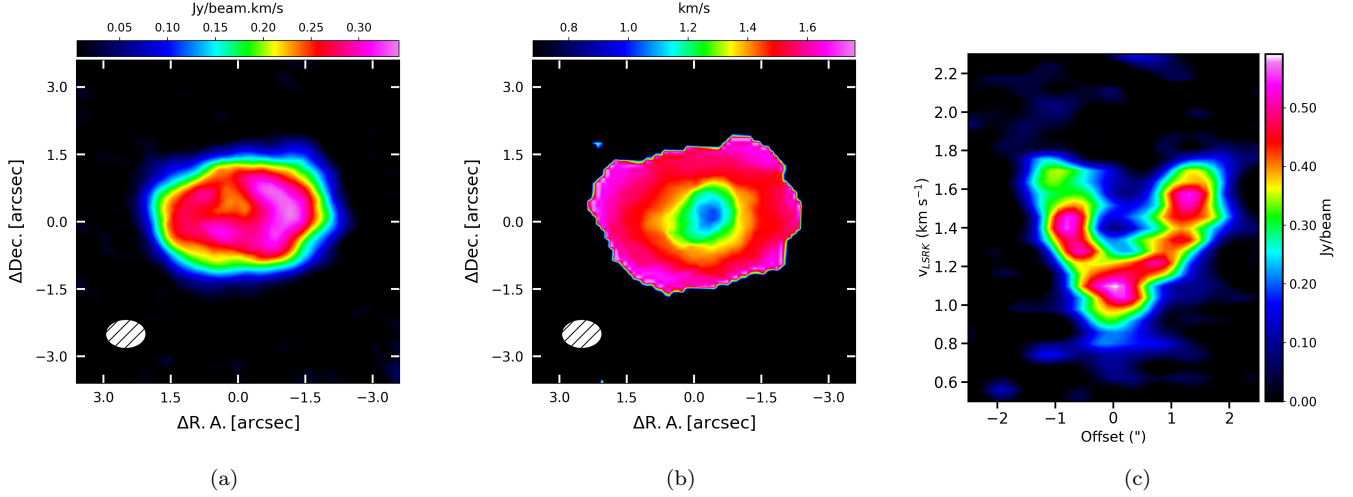 Jy/beam.km/s
0.05 0.10 0.15 0.20 0.25 0.30
3.0
1.5
0.0
−1.5
−3.0
ΔDec. [arcsec]
3.0 1.5 0.0 −1.5 −3.0
ΔR. A. [arcsec]
(a)
km/s
0.8 1.0 1.2 1.4 1.6
3.0
1.5
0.0
−1.5
−3.0
ΔDec. [arcsec]
3.0 1.5 0.0 −1.5 −3.0
ΔR. A. [arcsec]
(b)
2.2
2.0
1.8
1.6
1.4
1.2
1.0
0.8
0.6
v_LSRK (km s⁻¹)
−2 −1 0 1 2
Offset (")
0.50
0.40
0.30
0.20
0.10
0.00
Jy/beam
(c)